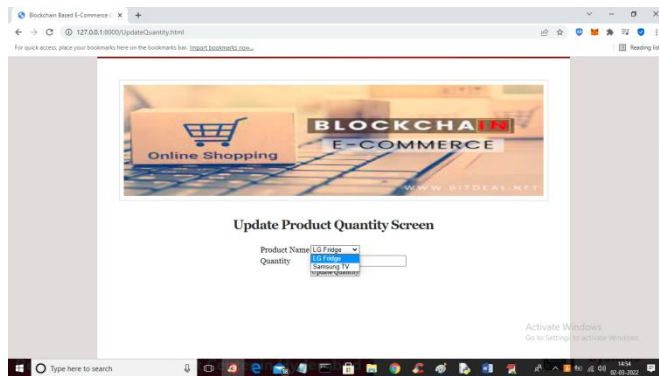 Blockchain Based E-Commerce
127.0.0.1:8000/UpdateQuantity.html
For quick access, place your bookmarks here on the bookmarks bar. Import bookmarks now...
Reading list
BLOCKCHAIN
E-COMMERCE
Online Shopping
WWW.BITDEAL.NET
Update Product Quantity Screen
Product Name LG Fridge
LG Fridge
Quantity
Samsung TV
Update Quantity
Activate Windows
Go to Settings to activate Windows.
Type here to search
14:54
02-03-2022